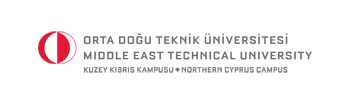 ORTA DOĞU TEKNİK ÜNİVERSİTESİ
MIDDLE EAST TECHNICAL UNIVERSITY
KUZEY KIBRIS KAMPUSU NORTHERN CYPRUS CAMPUS